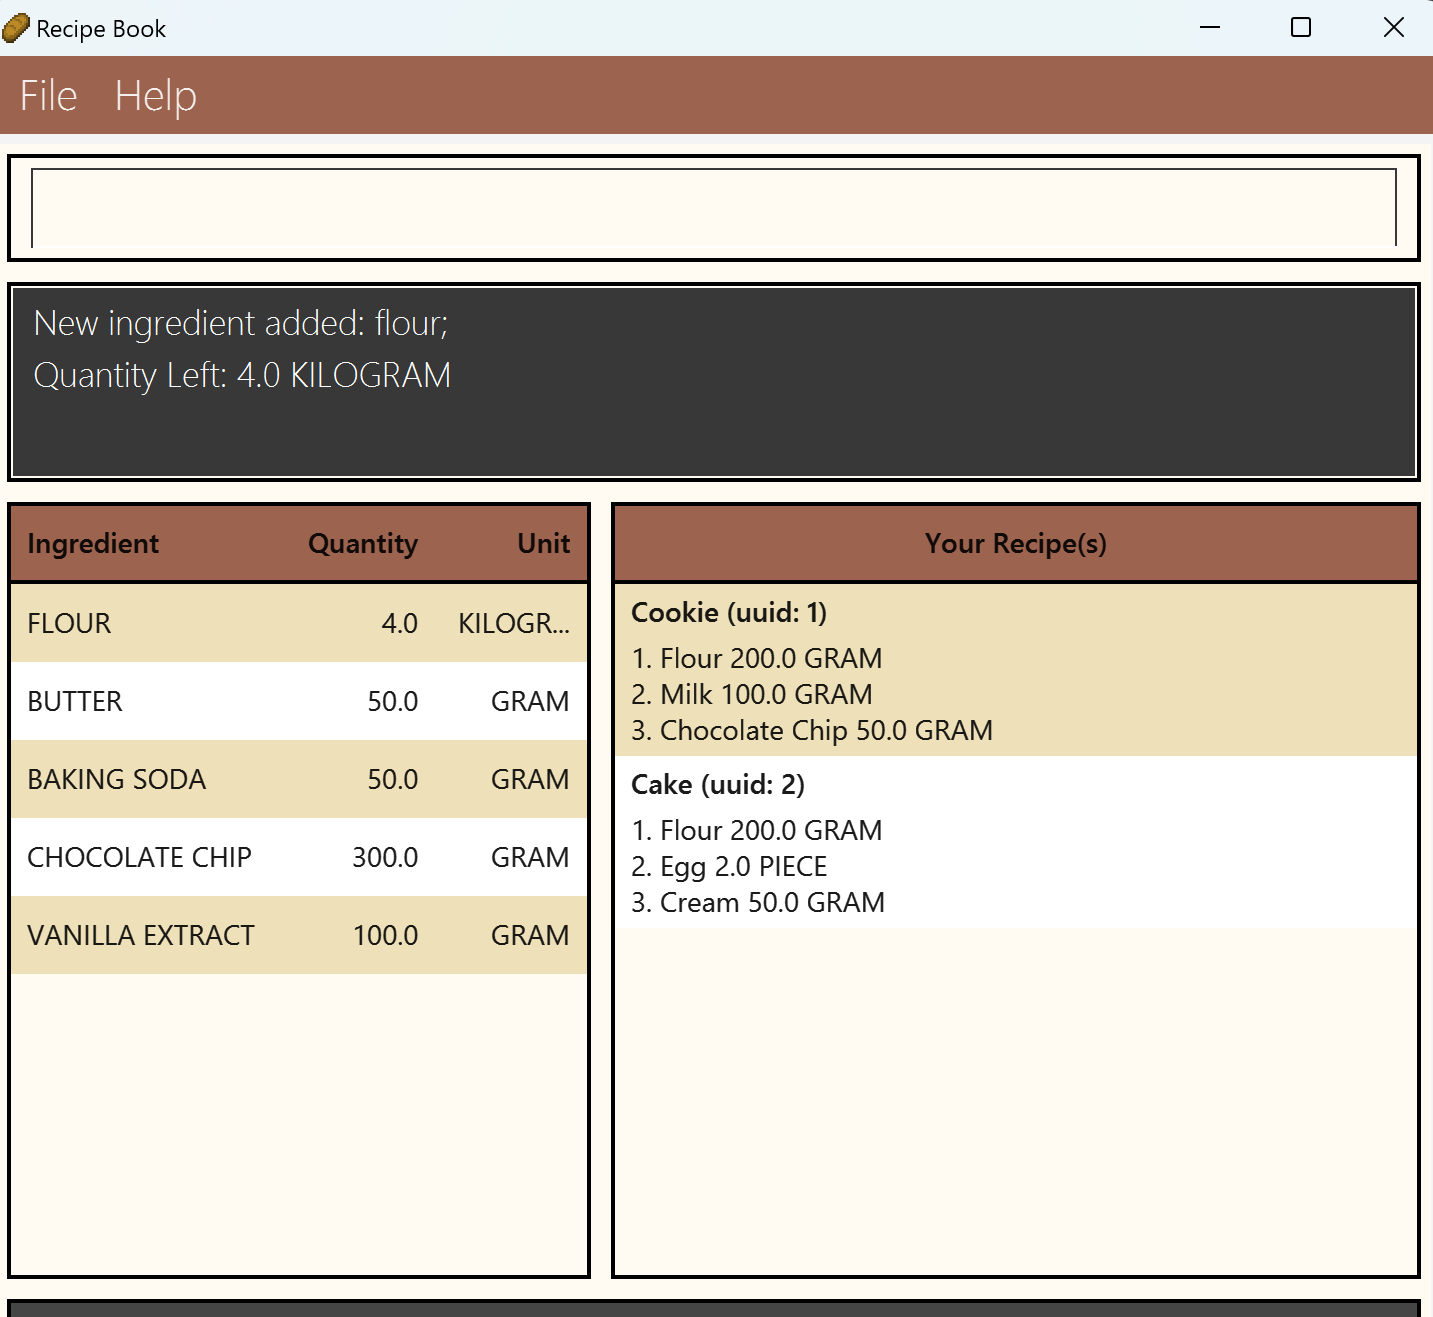 Recipe Book
File Help
New ingredient added: flour;
Quantity Left: 4.0 KILOGRAM
Ingredient Quantity Unit
FLOUR 4.0 KILOGR...
BUTTER 50.0 GRAM
BAKING SODA 50.0 GRAM
CHOCOLATE CHIP 300.0 GRAM
VANILLA EXTRACT 100.0 GRAM
Your Recipe(s)
Cookie (uuid: 1)
1. Flour 200.0 GRAM
2. Milk 100.0 GRAM
3. Chocolate Chip 50.0 GRAM
Cake (uuid: 2)
1. Flour 200.0 GRAM
2. Egg 2.0 PIECE
3. Cream 50.0 GRAM